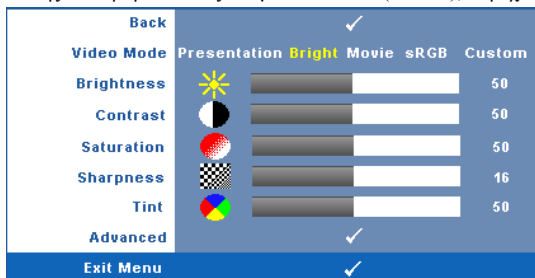 Back
Video Mode Presentation Bright Movie sRGB Custom
Brightness 50
Contrast 50
Saturation 50
Sharpness 16
Tint 50
Advanced
Exit Menu